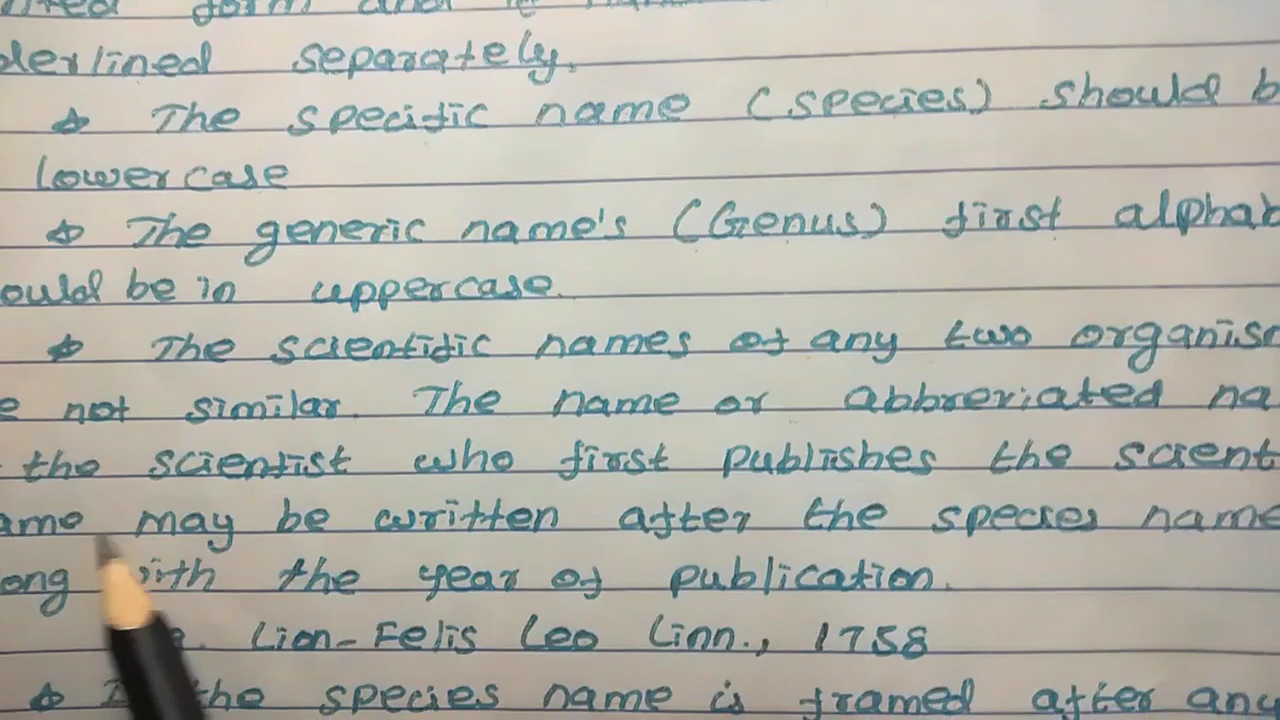 derlined separately.
☆ The specific name (species) should b
lowercase
☆ The generic name's (Genus) first alphab
ould be in uppercase.
☆ The scientific names of any two organis
e not similar. The name or abbreviated na
the scientist who first publishes the scient
ame may be written after the species name
ong with the year of publication.
Lion-Felis Leo Linn., 1758
☆ the species name is framed after any